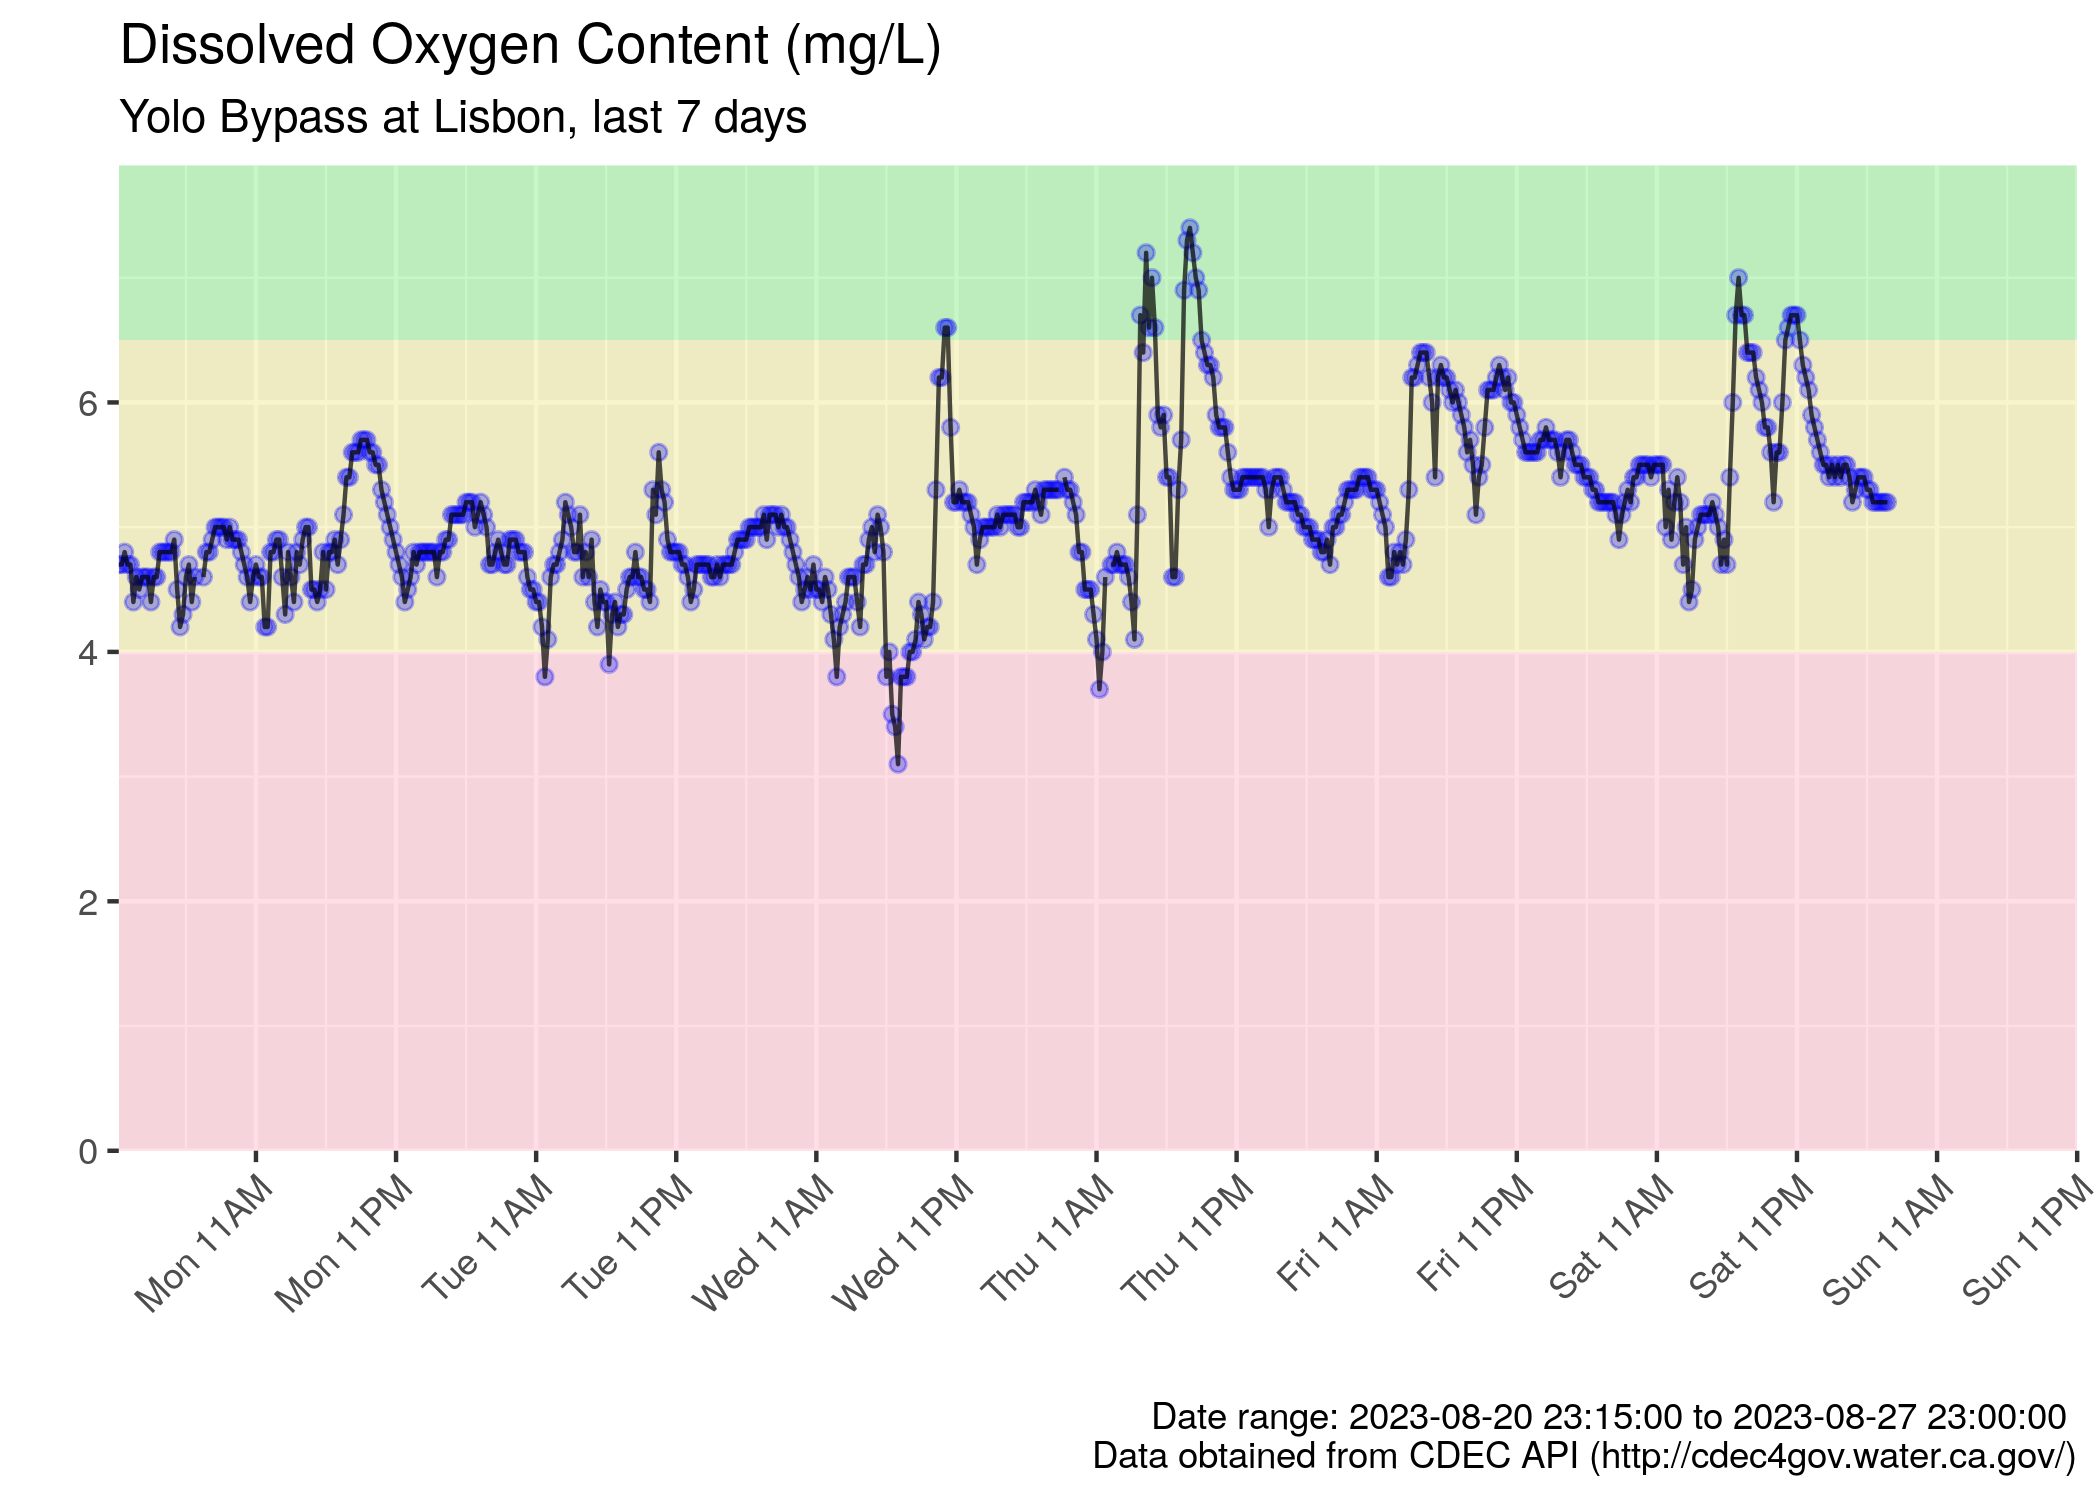 Dissolved Oxygen Content (mg/L)
Yolo Bypass at Lisbon, last 7 days
6
4
2
0
Mon 11AM
Mon 11PM
Tue 11AM
Tue 11PM
Wed 11AM
Wed 11PM
Thu 11AM
Thu 11PM
Fri 11AM
Fri 11PM
Sat 11AM
Sat 11PM
Sun 11AM
Sun 11PM
Date range: 2023-08-20 23:15:00 to 2023-08-27 23:00:00
Data obtained from CDEC API (http://cdec4gov.water.ca.gov/)